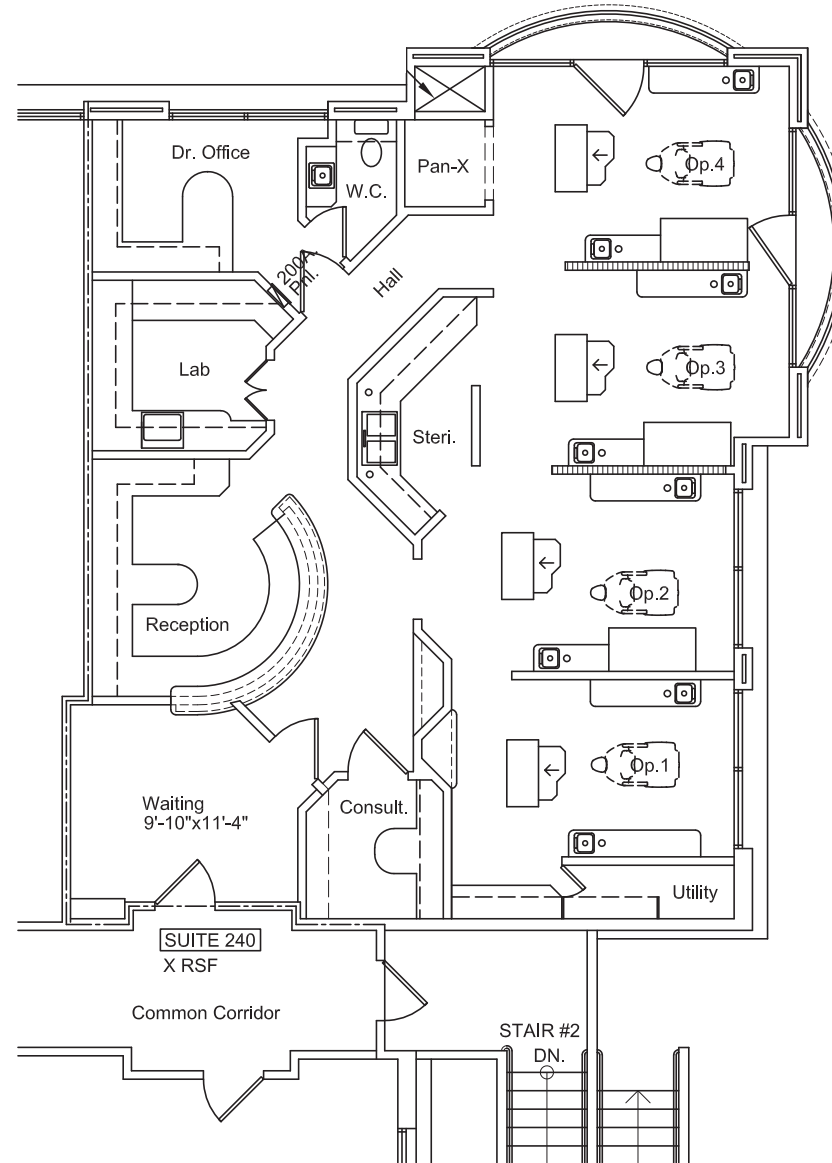 Dr. Office
W.C.
Pan-X
Op.4
200A
Pnl.
Hall
Lab
Op.3
Steri.
Reception
Op.2
Op.1
Waiting
9'-10"x11'-4"
Consult.
Utility
SUITE 240
X RSF
Common Corridor
STAIR #2
DN.